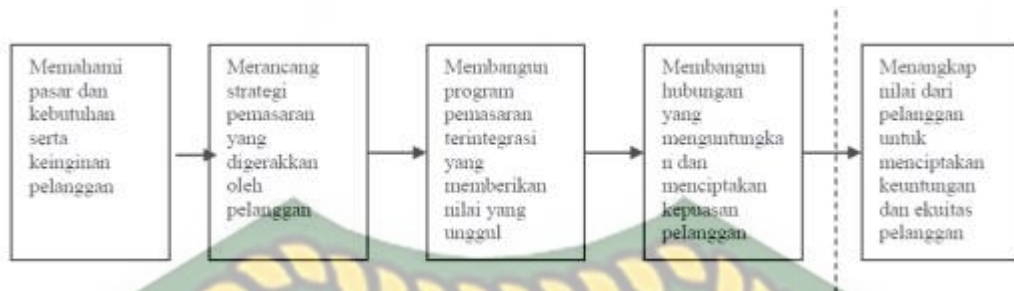 Memahami
pasar dan
kebutuhan
serta
keinginan
pelanggan
Merancang
strategi
pemasaran
yang
digerakkan
oleh
pelanggan
Membangun
program
pemasaran
terintegrasi
yang
memberikan
nilai yang
unggul
Membangun
hubungan
yang
menguntungka
n dan
menciptakan
kepuasan
pelanggan
Menangkap
nilai dari
pelanggan
untuk
menciptakan
keuntungan
dan ekuitas
pelanggan